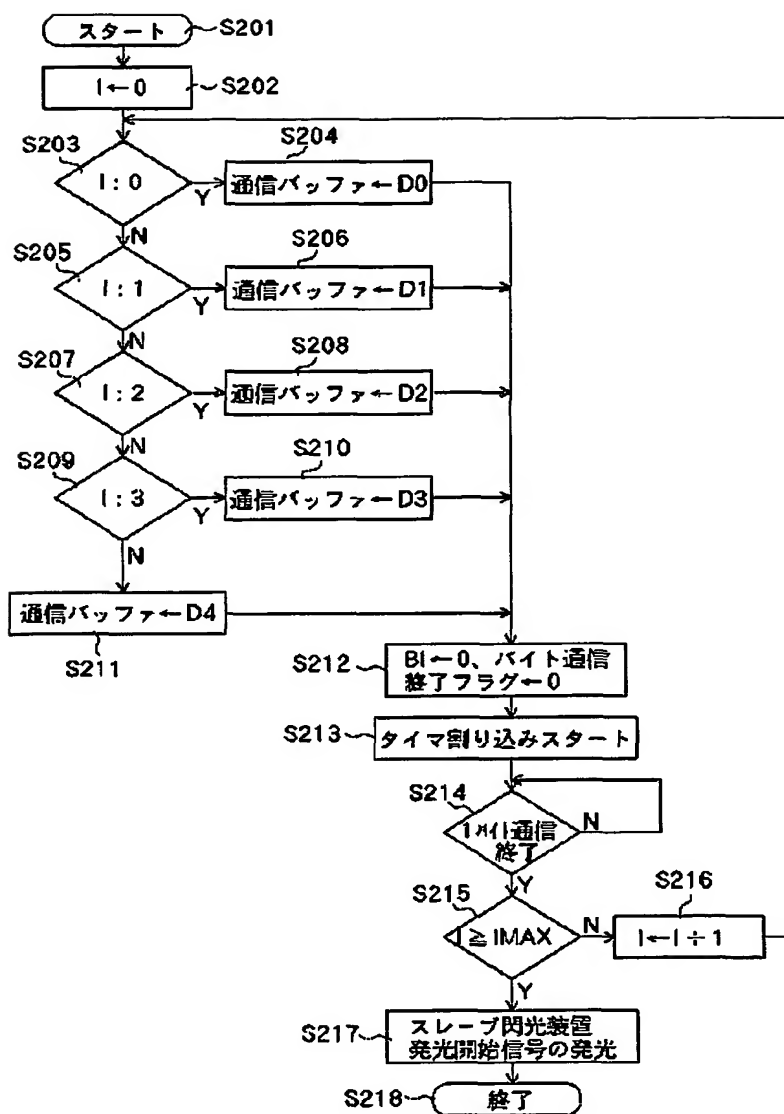 スタート
S201
I←0
S202
S203
I : 0
Y
N
S204
通信バッファ←D0
S205
I : 1
Y
N
S206
通信バッファ←D1
S207
I : 2
Y
N
S208
通信バッファ←D2
S209
I : 3
Y
N
S210
通信バッファ←D3
通信バッファ←D4
S211
S212
BI←0、バイト通信
終了フラグ←0
S213
タイマ割り込みスタート
S214
1バイト通信
終了
N
Y
S215
I ≧ IMAX
N
Y
S216
I←I+1
S217
スレーブ閃光装置
発光開始信号の発光
S218
終了